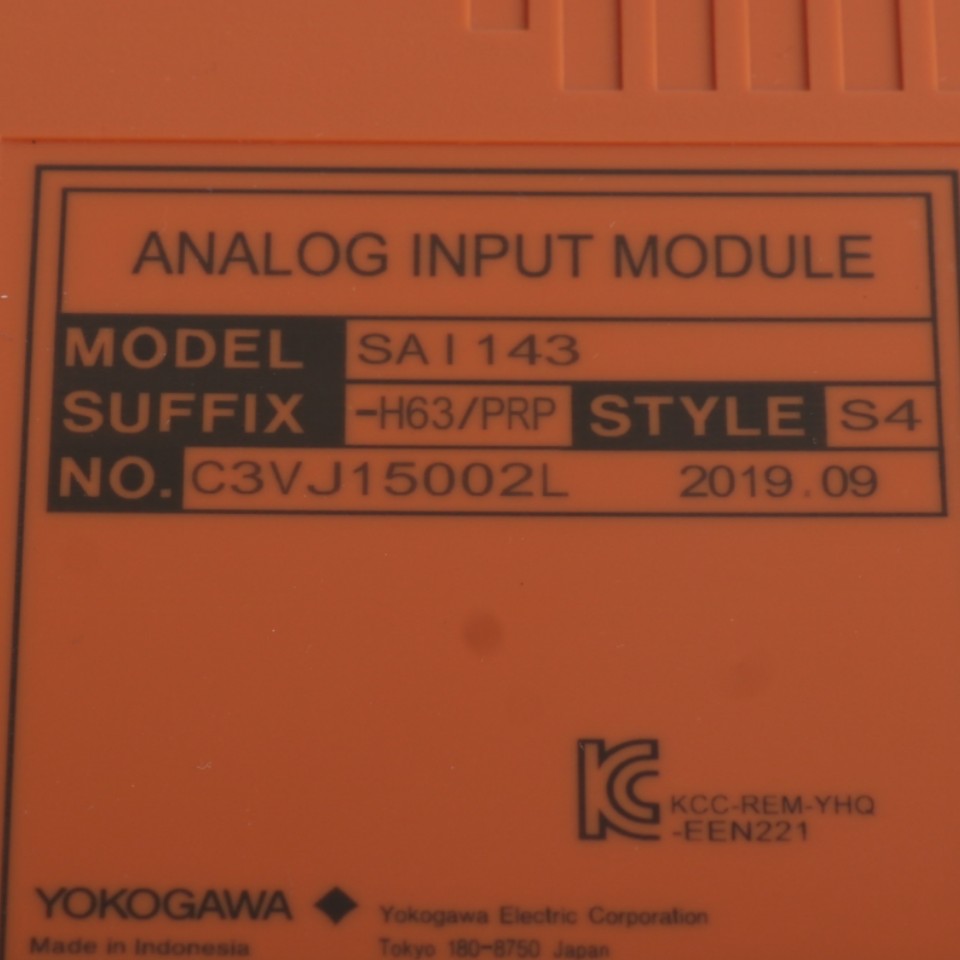 ANALOG INPUT MODULE
MODEL SAI143
SUFFIX -H63/PRP STYLE S4
NO. C3VJ15002L 2019.09
KCC-REM-YHQ
-EEN221
YOKOGAWA Yokogawa Electric Corporation
Made in Indonesia Tokyo 180-8750 Japan